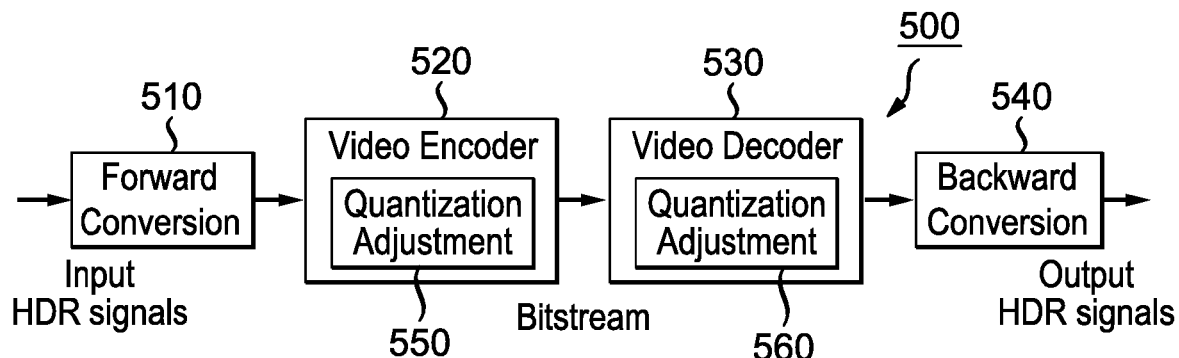 500
510
520
530
540
Forward
Conversion
Video Encoder
Quantization
Adjustment
Video Decoder
Quantization
Adjustment
Backward
Conversion
Input
HDR signals
Bitstream
Output
HDR signals
550
560